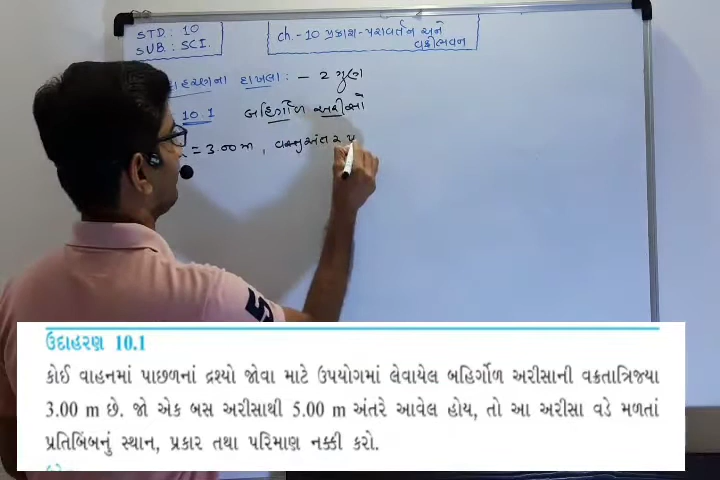 STD : 10
SUB : SCI.
ch. - 10 પ્રકાશ - પરાવર્તન અને
વક્રીભવન
દાખલા : - 2 ગુણ
10.1 બહિર્ગોળ અરીસો
= 3.00 m , વસ્તુઅંતર
ઉદાહરણ 10.1
કોઈ વાહનમાં પાછળનાં દ્રશ્યો જોવા માટે ઉપયોગમાં લેવાયેલ બહિર્ગોળ અરીસાની વક્રતાત્રિજ્યા
3.00 m છે. જો એક બસ અરીસાથી 5.00 m અંતરે આવેલ હોય, તો આ અરીસા વડે મળતાં
પ્રતિબિંબનું સ્થાન, પ્રકાર તથા પરિમાણ નક્કી કરો.